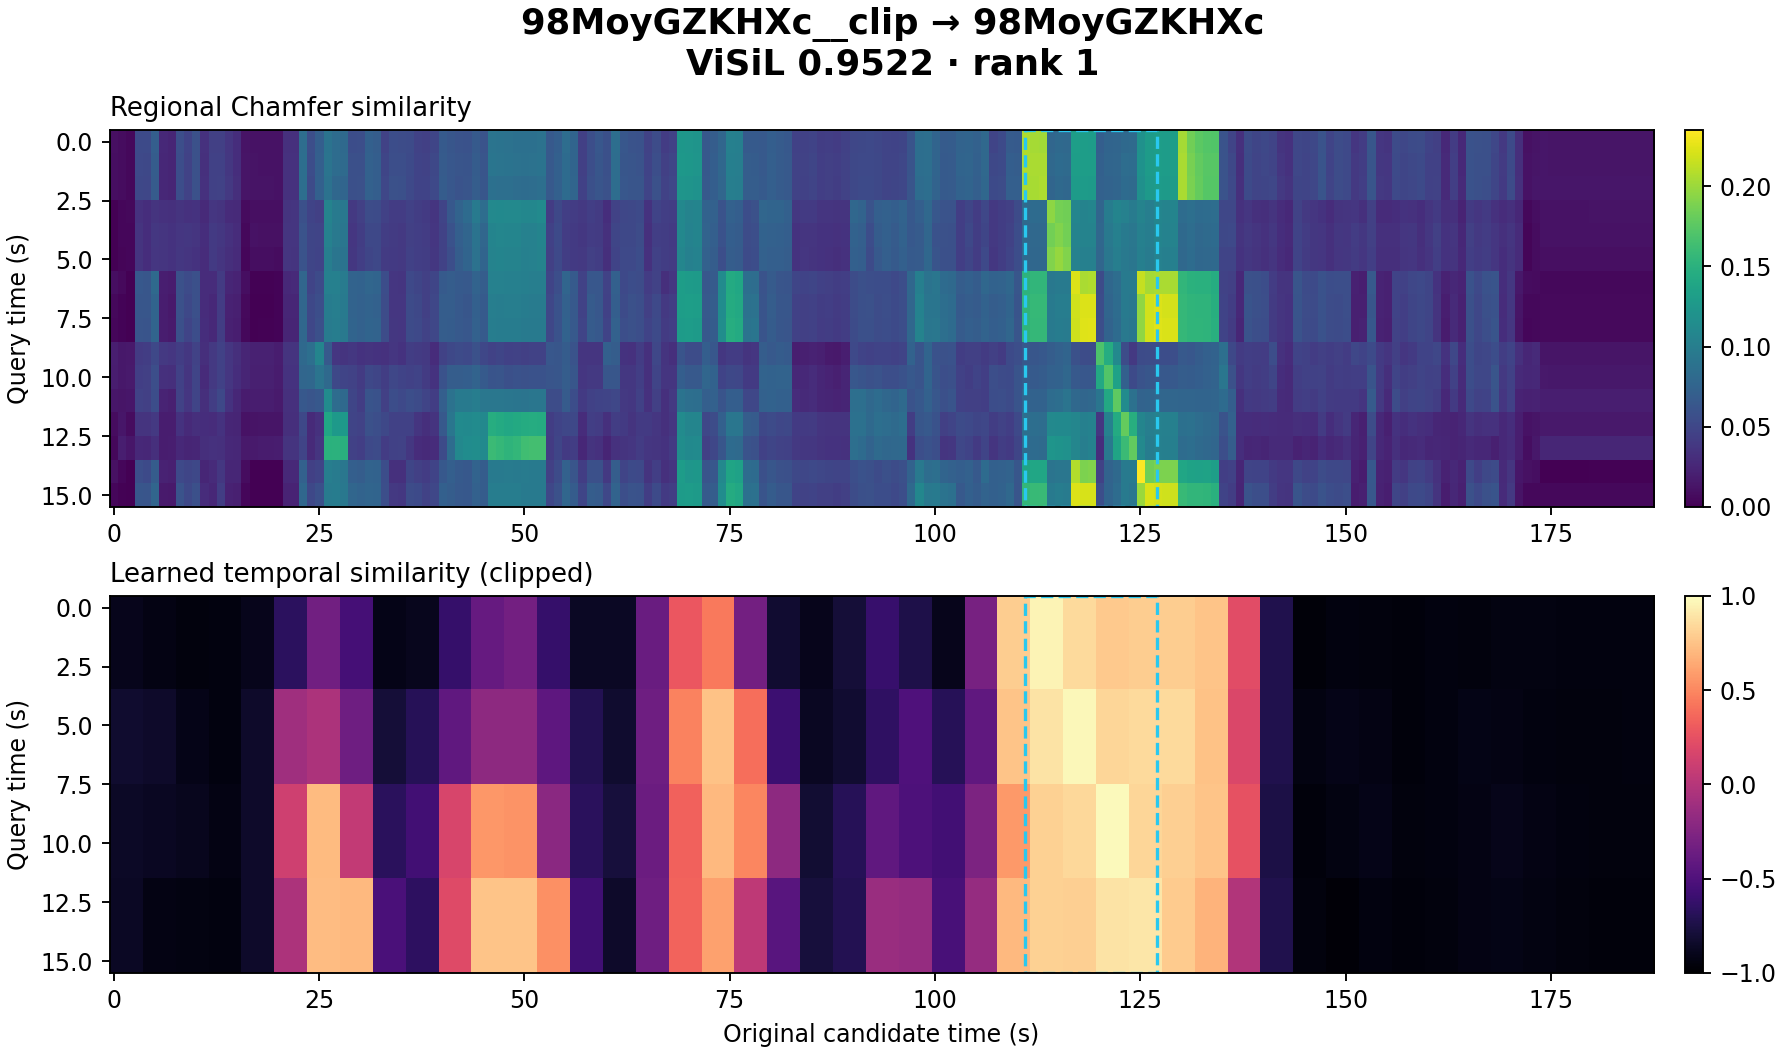 98MoyGZKHXc__clip → 98MoyGZKHXc
ViSiL 0.9522 · rank 1
Regional Chamfer similarity
Query time (s)
0.0
2.5
5.0
7.5
10.0
12.5
15.0
0 25 50 75 100 125 150 175
0.20
0.15
0.10
0.05
0.00
Learned temporal similarity (clipped)
Query time (s)
0.0
2.5
5.0
7.5
10.0
12.5
15.0
0 25 50 75 100 125 150 175
Original candidate time (s)
1.0
0.5
0.0
−0.5
−1.0